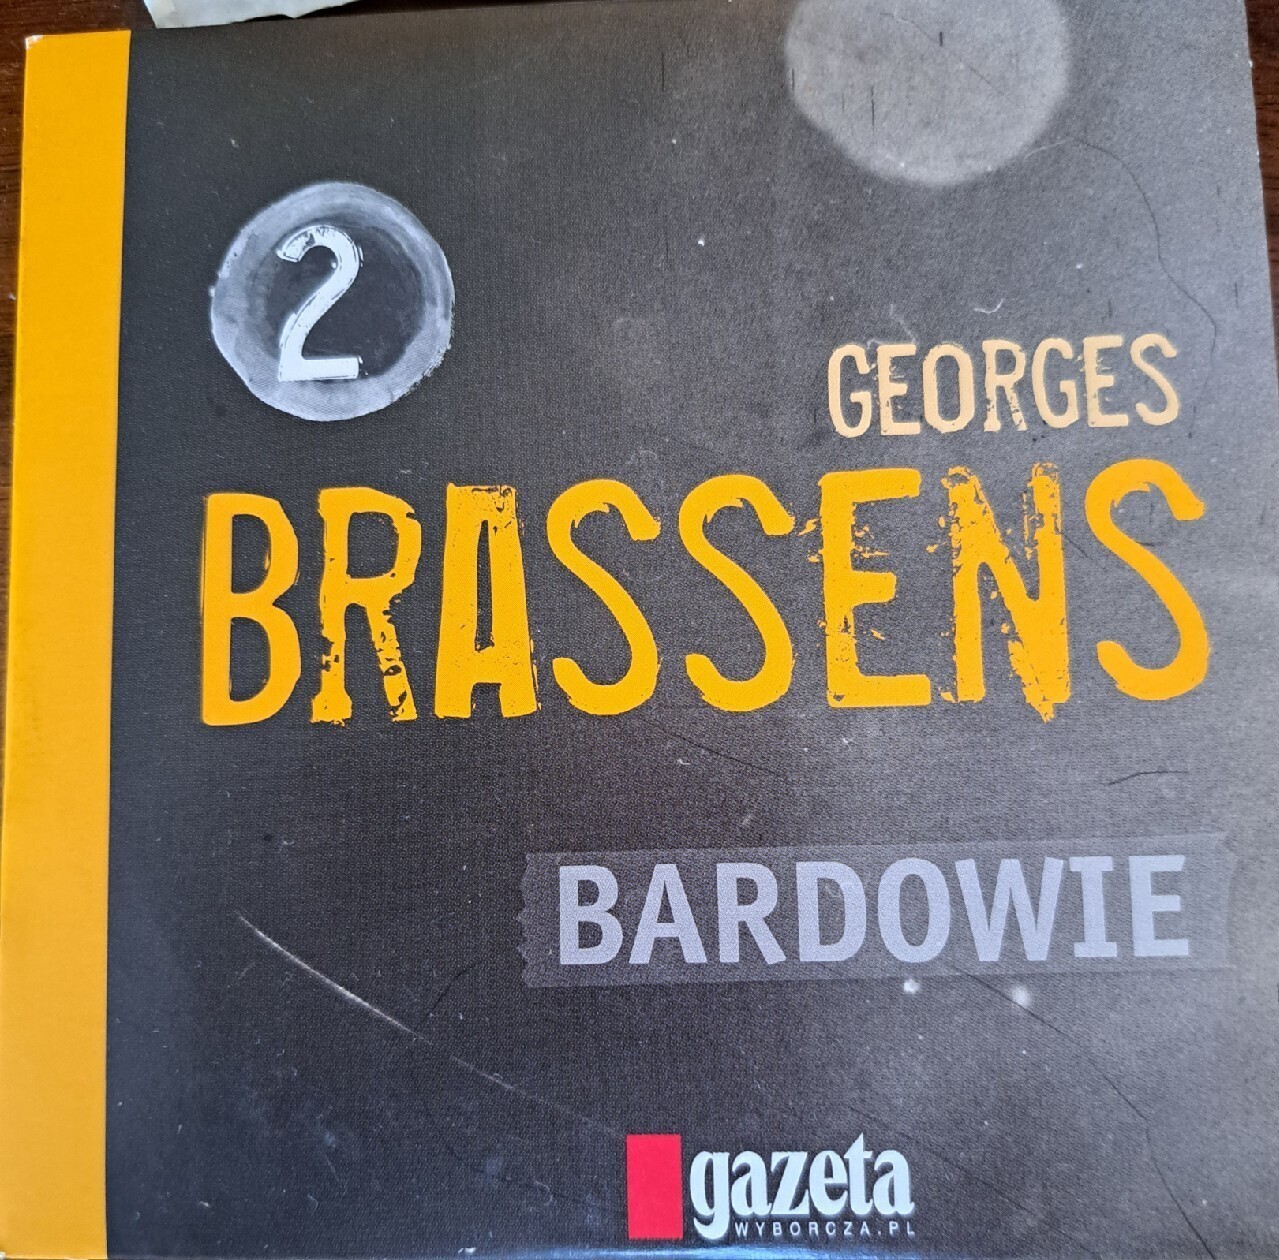 2
GEORGES
BRASSENS
BARDOWIE
gazeta
WYBORCZA.PL